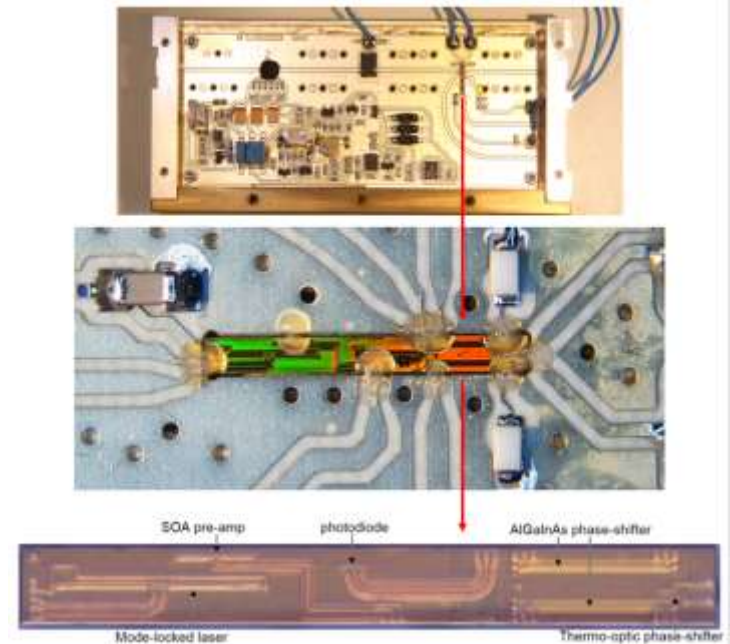 SOA pre-amp
photodiode
AlGaInAs phase-shifter
Mode-locked laser
Thermo-optic phase-shifter